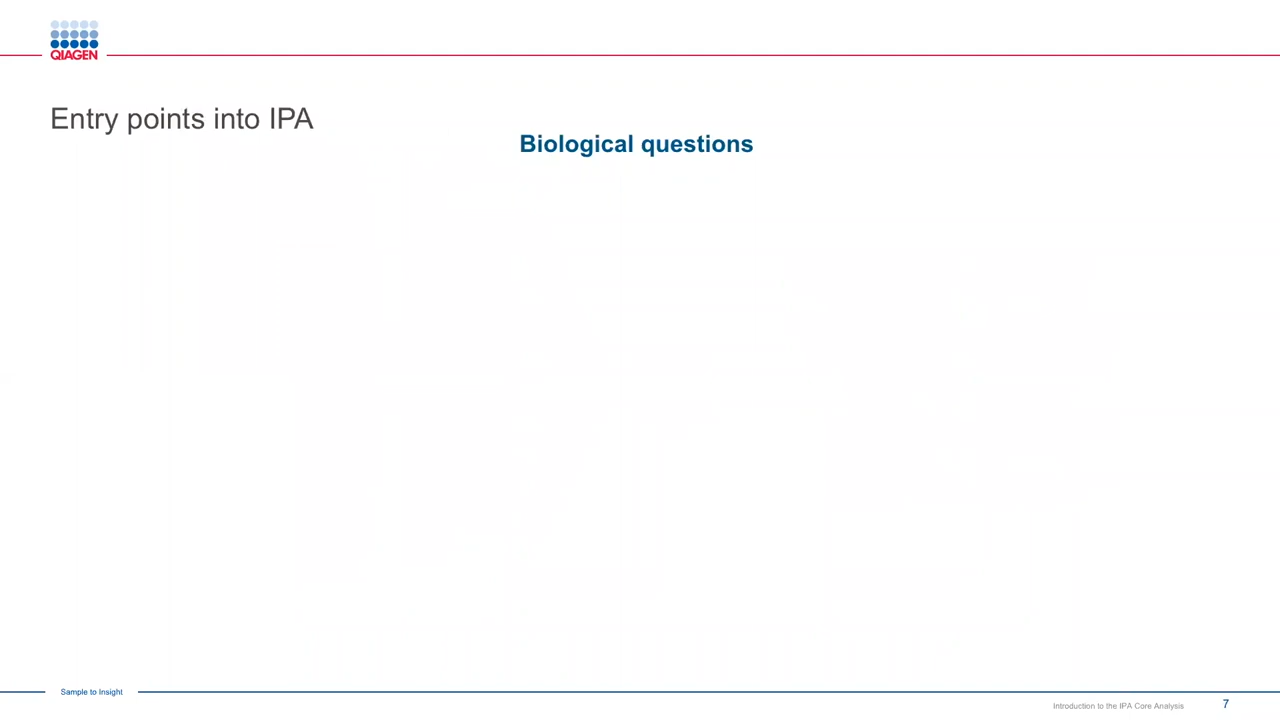 QIAGEN
Entry points into IPA
Biological questions
Sample to Insight
Introduction to the IPA Core Analysis
7